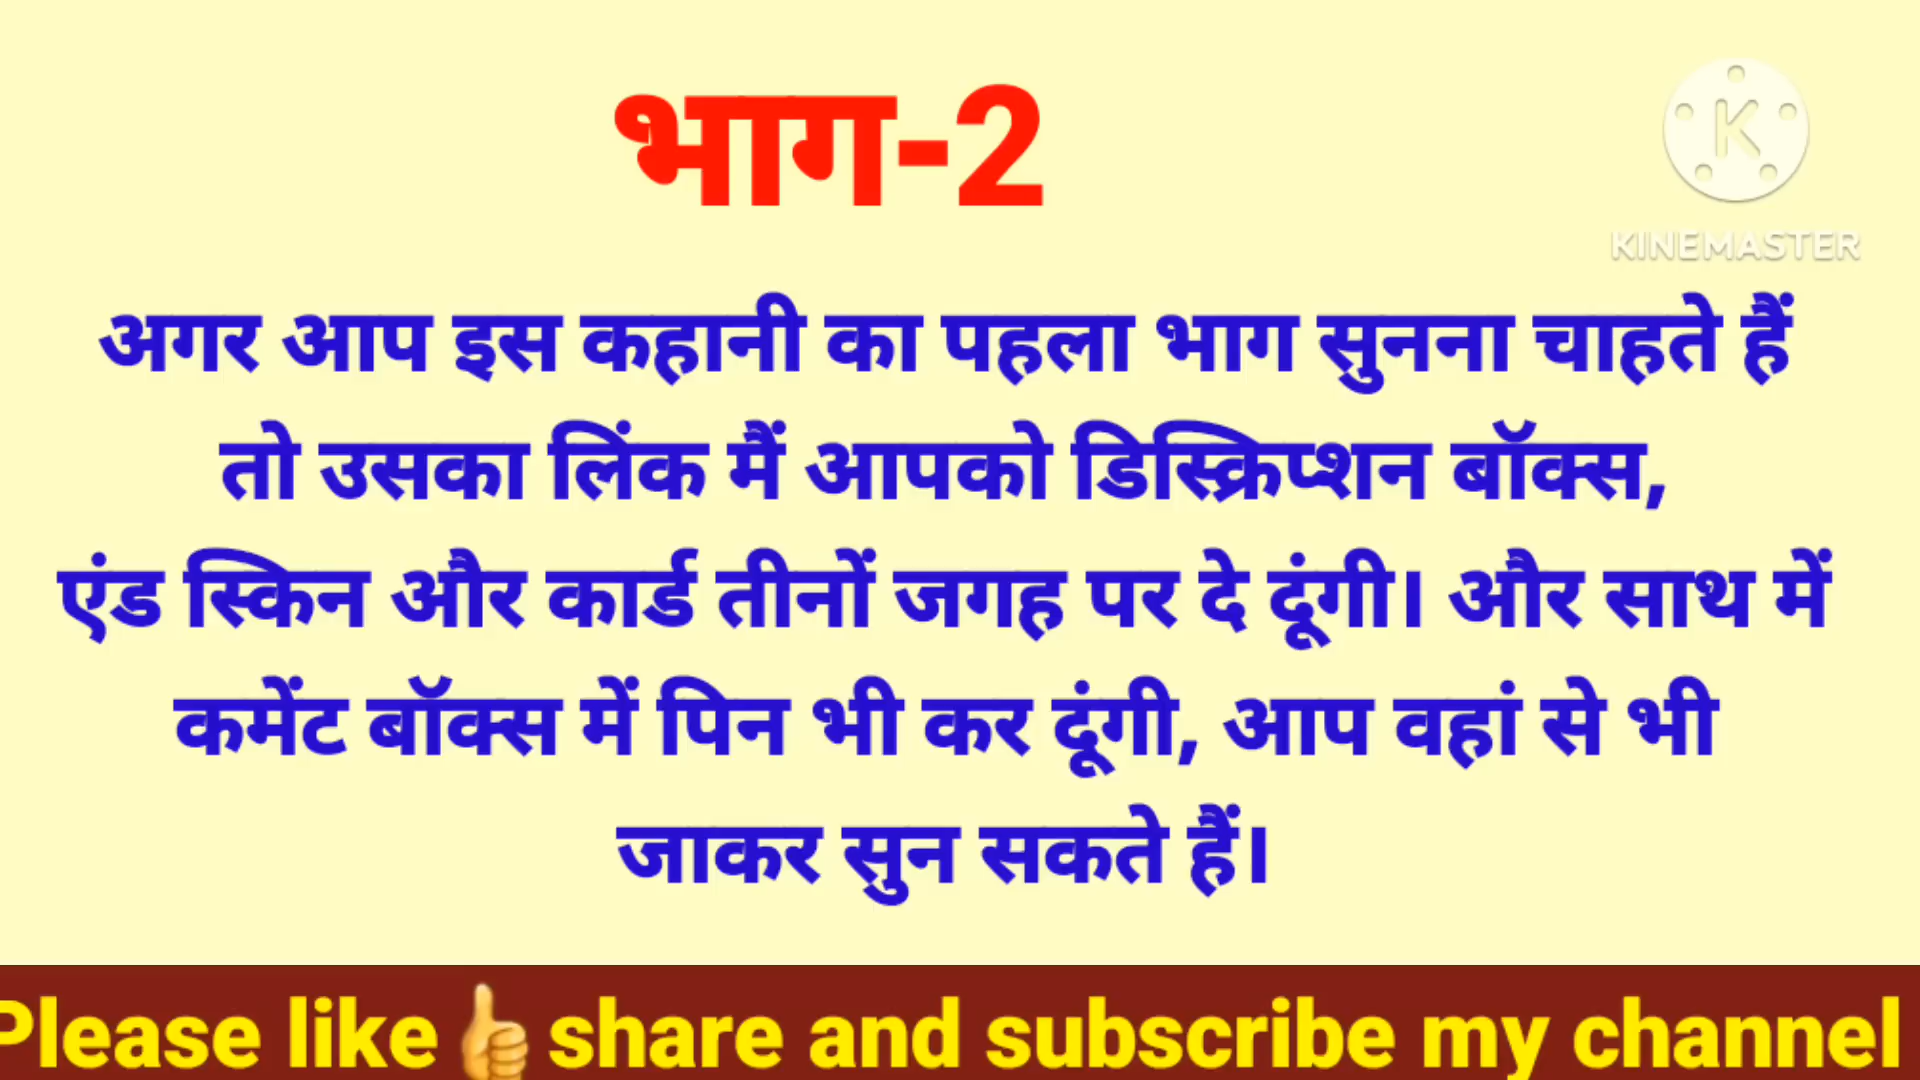 भाग-2
KINEMASTER
अगर आप इस कहानी का पहला भाग सुनना चाहते हैं
तो उसका लिंक मैं आपको डिस्क्रिप्शन बॉक्स,
एंड स्किन और कार्ड तीनों जगह पर दे दूंगी। और साथ में
कमेंट बॉक्स में पिन भी कर दूंगी, आप वहां से भी
जाकर सुन सकते हैं।
Please like 👍 share and subscribe my channel